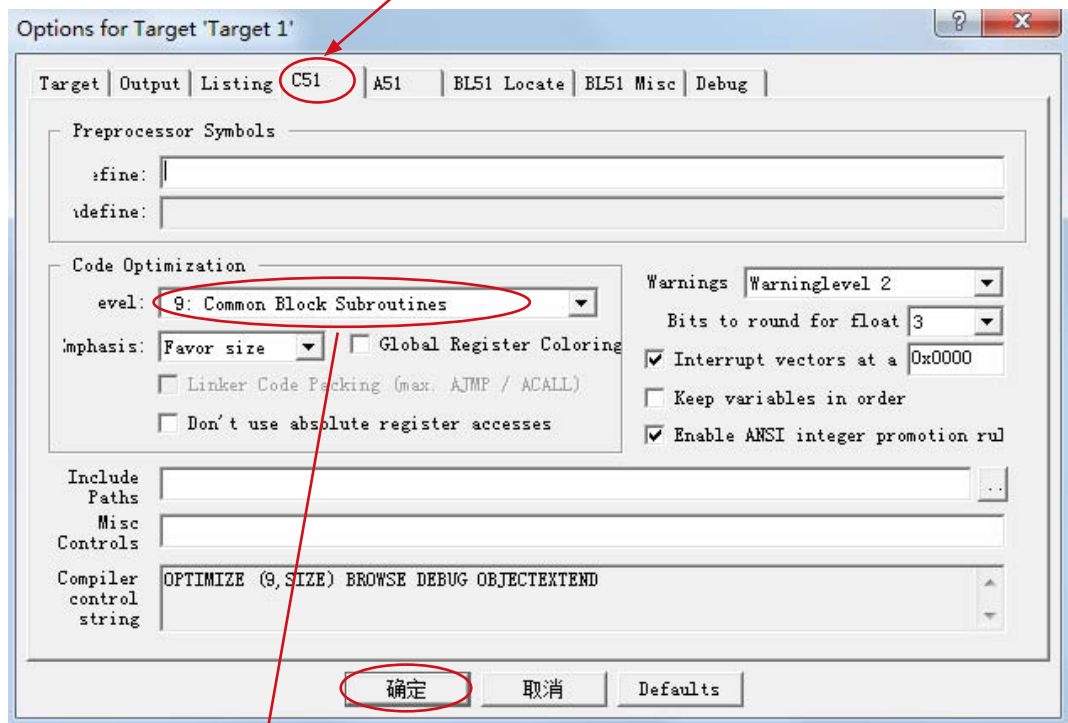 Options for Target 'Target 1'
Target Output Listing C51 A51 BL51 Locate BL51 Misc Debug
Preprocessor Symbols
efine:
define:
Code Optimization
evel: 9: Common Block Subroutines
Warnings Warninglevel 2
Bits to round for float 3
mphasis: Favor size Global Register Coloring
Interrupt vectors at a 0x0000
Linker Code Packing (max. AJMP / ACALL)
Keep variables in order
Don't use absolute register accesses
Enable ANSI integer promotion rul
Include
Paths
..
Misc
Controls
Compiler
control
string
OPTIMIZE (9,SIZE) BROWSE DEBUG OBJECTEXTEND
确定 取消 Defaults